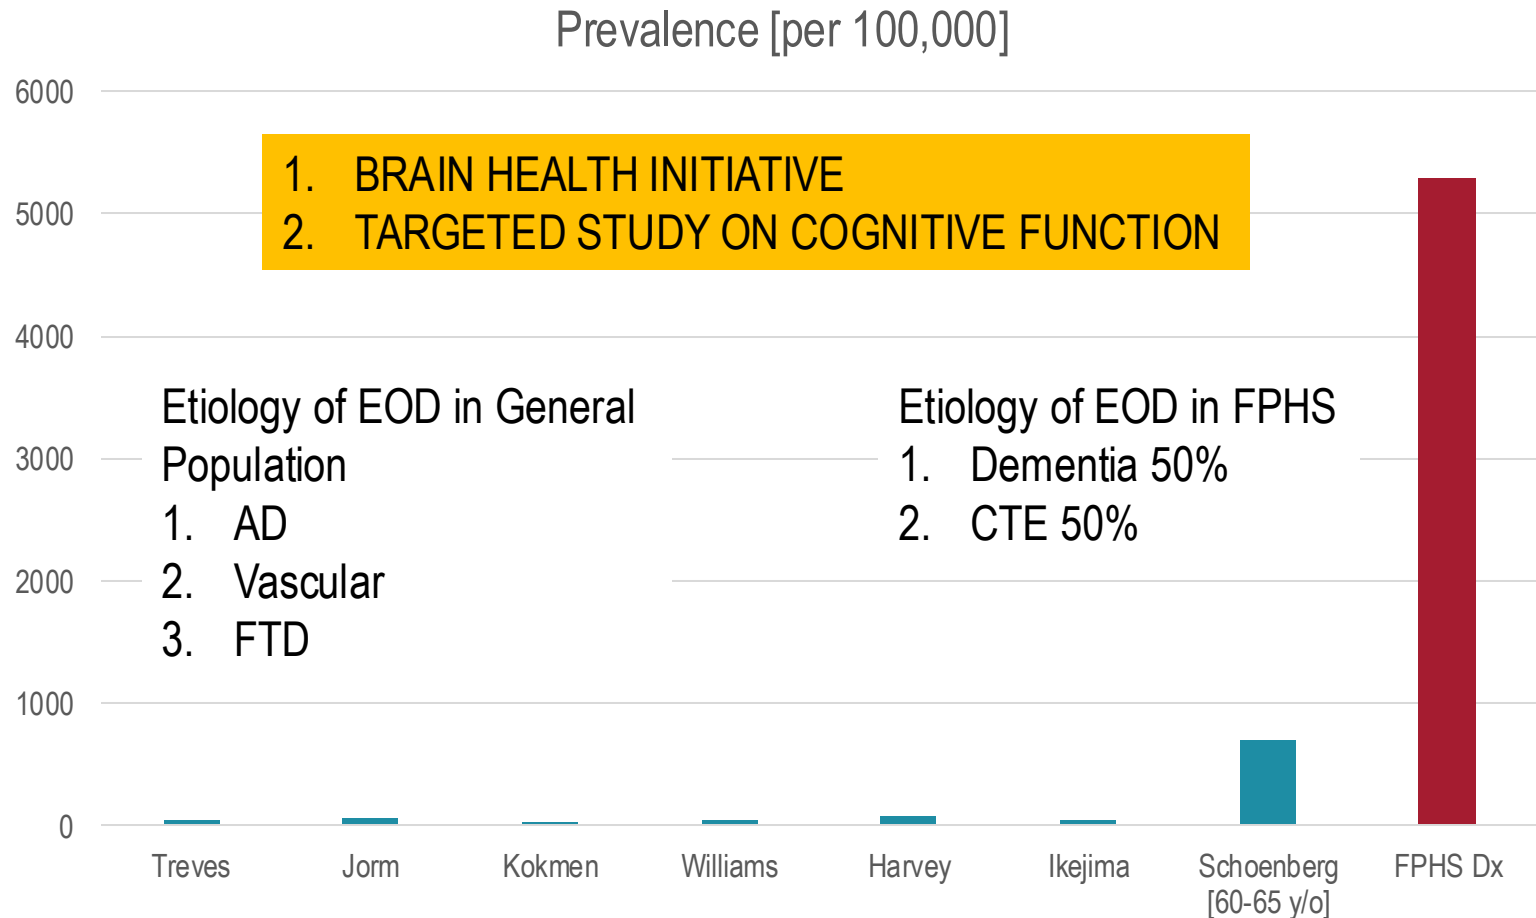 Prevalence [per 100,000]
6000
5000
4000
3000
2000
1000
0
1. BRAIN HEALTH INITIATIVE
2. TARGETED STUDY ON COGNITIVE FUNCTION
Etiology of EOD in General
Population
1. AD
2. Vascular
3. FTD
Etiology of EOD in FPHS
1. Dementia 50%
2. CTE 50%
Treves
Jorm
Kokmen
Williams
Harvey
Ikejima
Schoenberg
[60-65 y/o]
FPHS Dx